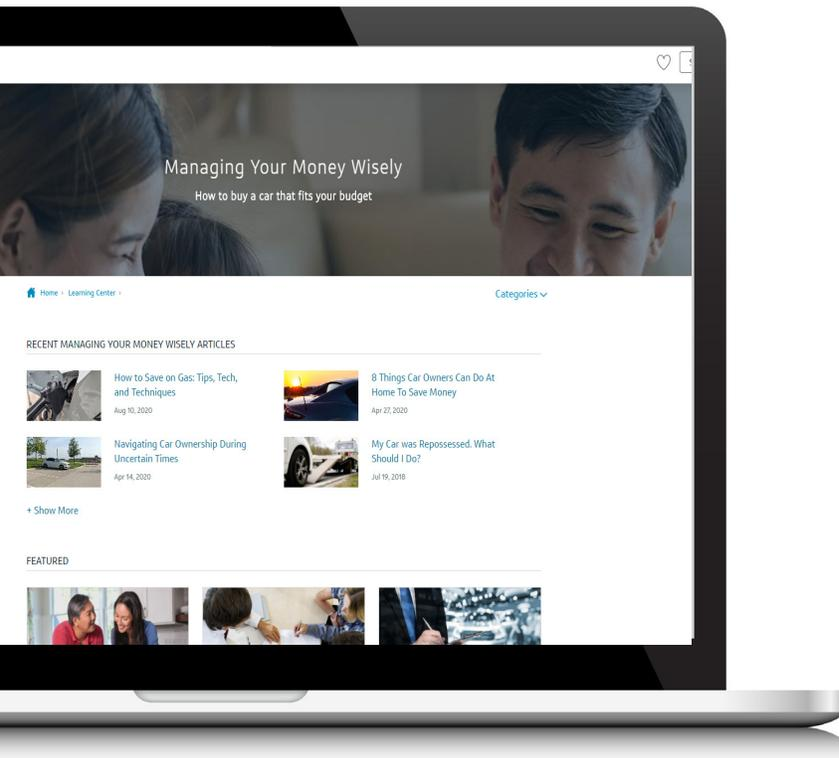 Managing Your Money Wisely
How to buy a car that fits your budget
Home › Learning Center ›
Categories
RECENT MANAGING YOUR MONEY WISELY ARTICLES
How to Save on Gas: Tips, Tech,
and Techniques
Aug 10, 2020
8 Things Car Owners Can Do At
Home To Save Money
Apr 27, 2020
Navigating Car Ownership During
Uncertain Times
Apr 14, 2020
My Car was Repossessed. What
Should I Do?
Jul 19, 2018
+ Show More
FEATURED